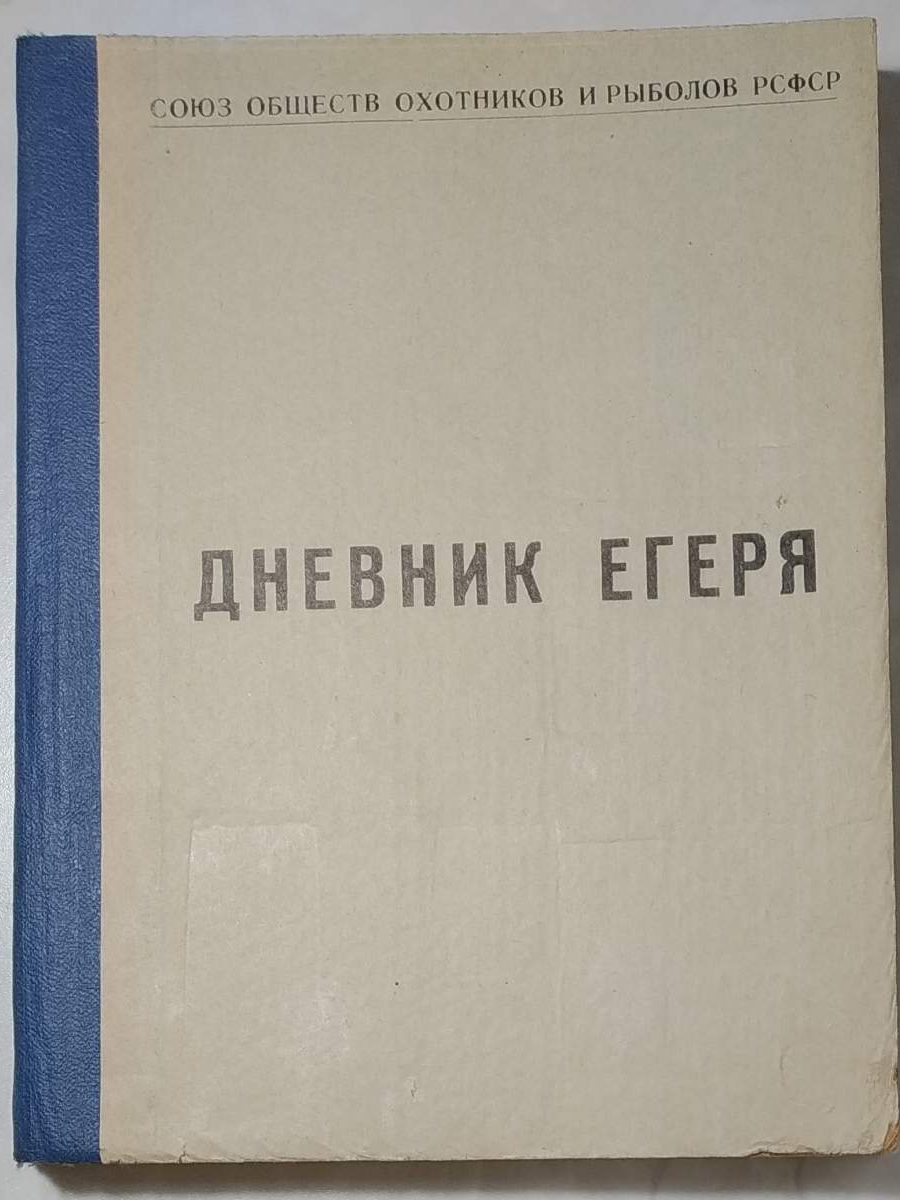 СОЮЗ ОБЩЕСТВ ОХОТНИКОВ И РЫБОЛОВ РСФСР
ДНЕВНИК ЕГЕРЯ